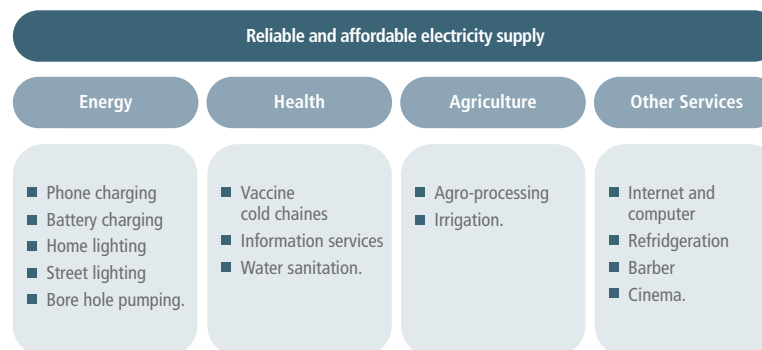 Reliable and affordable electricity supply
Energy
Health
Agriculture
Other Services
Phone charging
Battery charging
Home lighting
Street lighting
Bore hole pumping.
Vaccine
cold chaines
Information services
Water sanitation.
Agro-processing
Irrigation.
Internet and
computer
Refridgeration
Barber
Cinema.